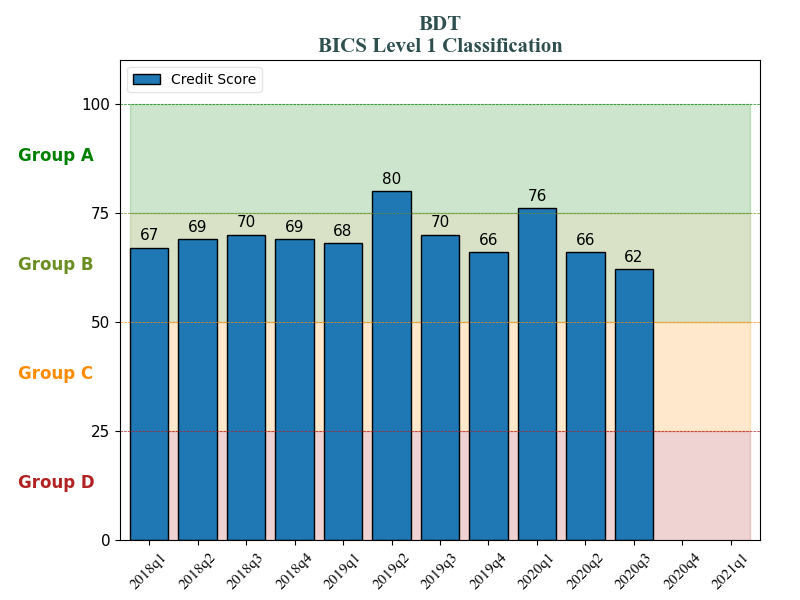 BDT
BICS Level 1 Classification
Credit Score
100
Group A
80
76
75
70
70
69
69
68
67
66
66
Group B
62
50
Group C
25
Group D
0
2018q1
2018q2
2018q3
2018q4
2019q1
2019q2
2019q3
2019q4
2020q1
2020q2
2020q3
2020q4
2021q1